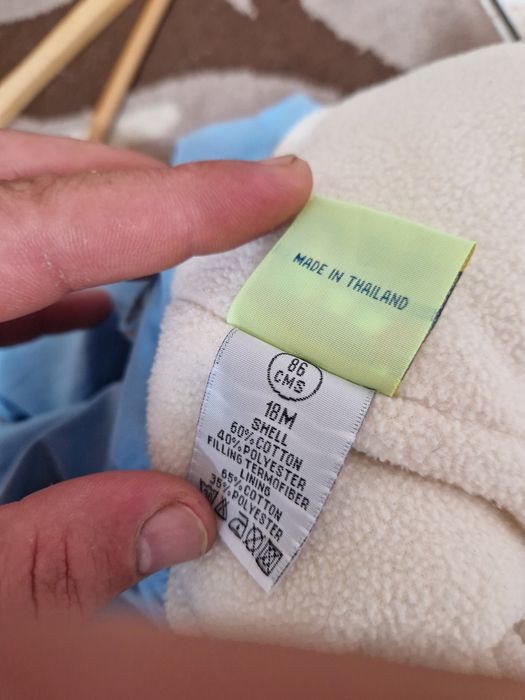 MADE IN THAILAND
86
CMS
18M
SHELL
60% COTTON
40% POLYESTER
FILLING TERMOFIBER
LINING
65% COTTON
35% POLYESTER